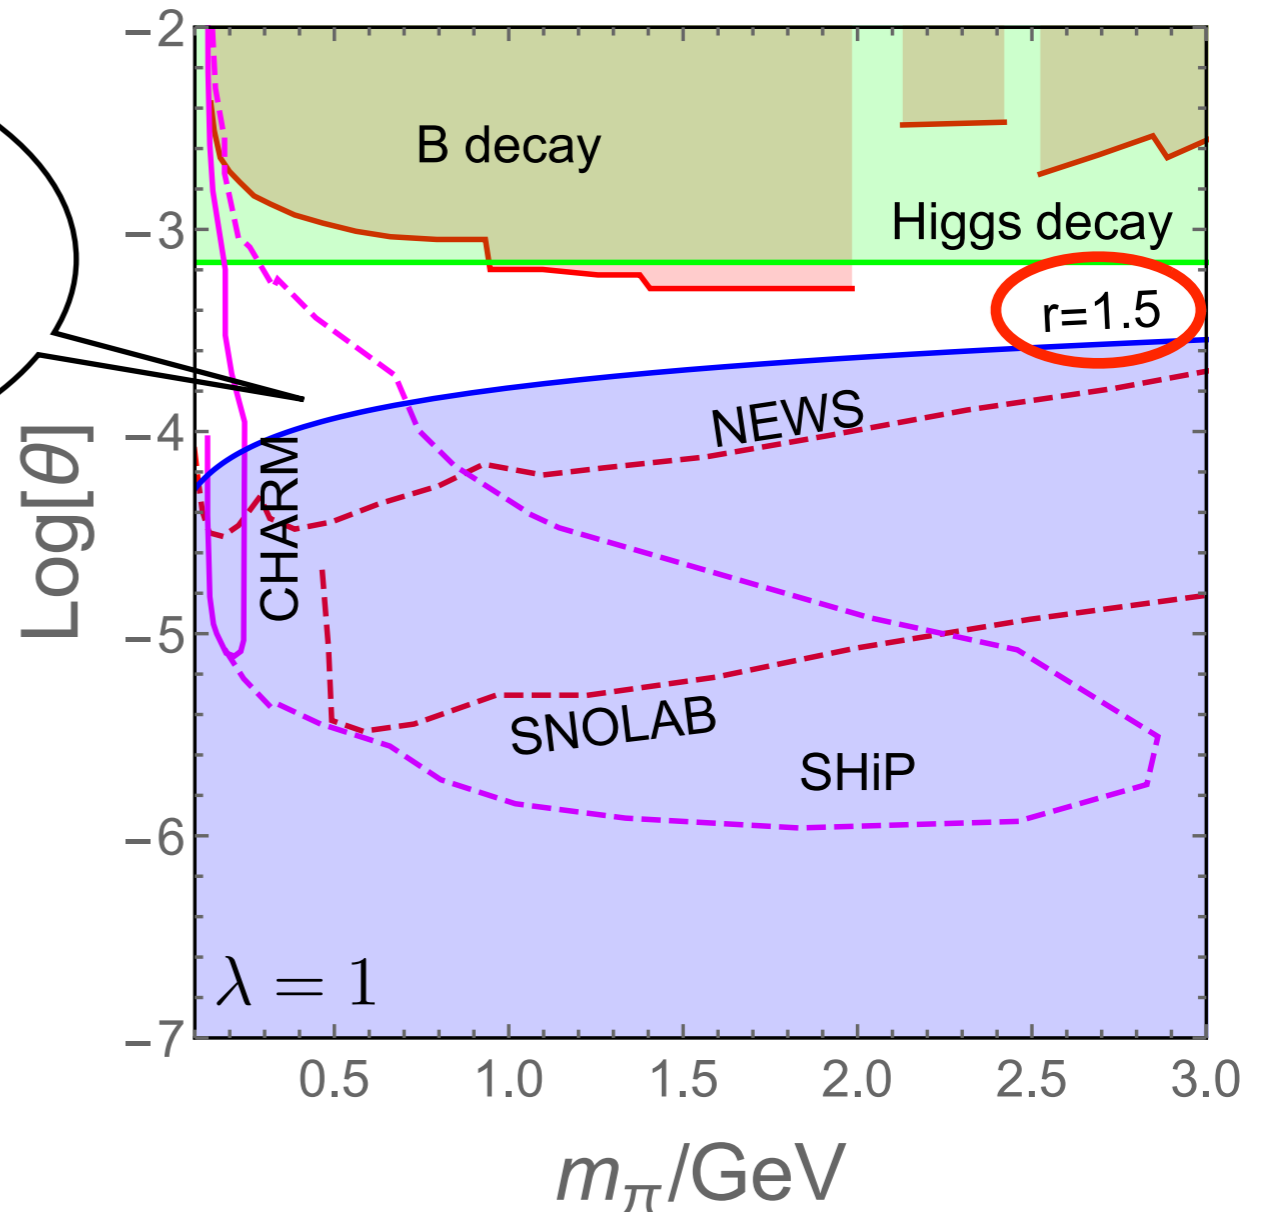 −2
B decay
−3
Higgs decay
r=1.5
NEWS
−4
CHARM
Log[θ]
−5
SNOLAB
SHiP
−6
λ = 1
−7
0.5 1.0 1.5 2.0 2.5 3.0
mπ/GeV